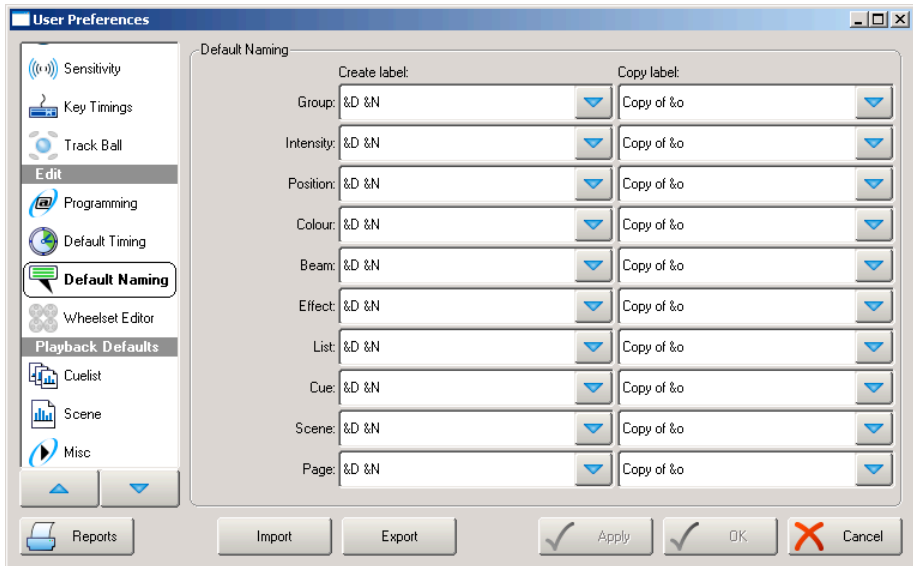 User Preferences
Sensitivity
Key Timings
Track Ball
Edit
Programming
Default Timing
Default Naming
Wheelset Editor
Playback Defaults
Cuelist
Scene
Misc
Default Naming
Create label: Copy label:
Group: &D &N Copy of &o
Intensity: &D &N Copy of &o
Position: &D &N Copy of &o
Colour: &D &N Copy of &o
Beam: &D &N Copy of &o
Effect: &D &N Copy of &o
List: &D &N Copy of &o
Cue: &D &N Copy of &o
Scene: &D &N Copy of &o
Page: &D &N Copy of &o
Reports Import Export Apply OK Cancel